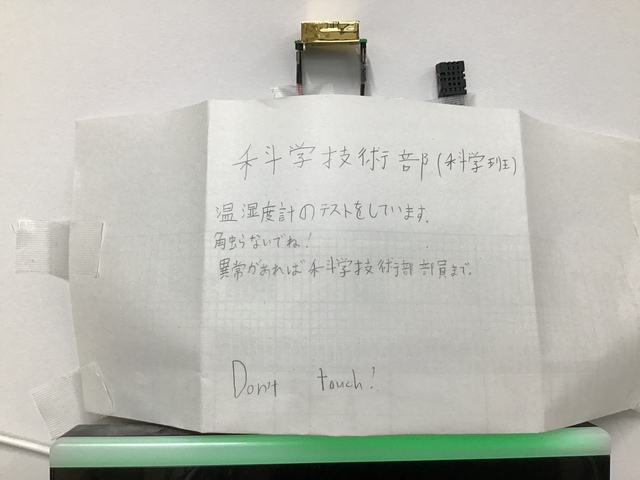 科学技術部(科学班)
温湿度計のテストをしています.
触らないでね!
異常があれば科学技術部部員まで.
Don't touch!